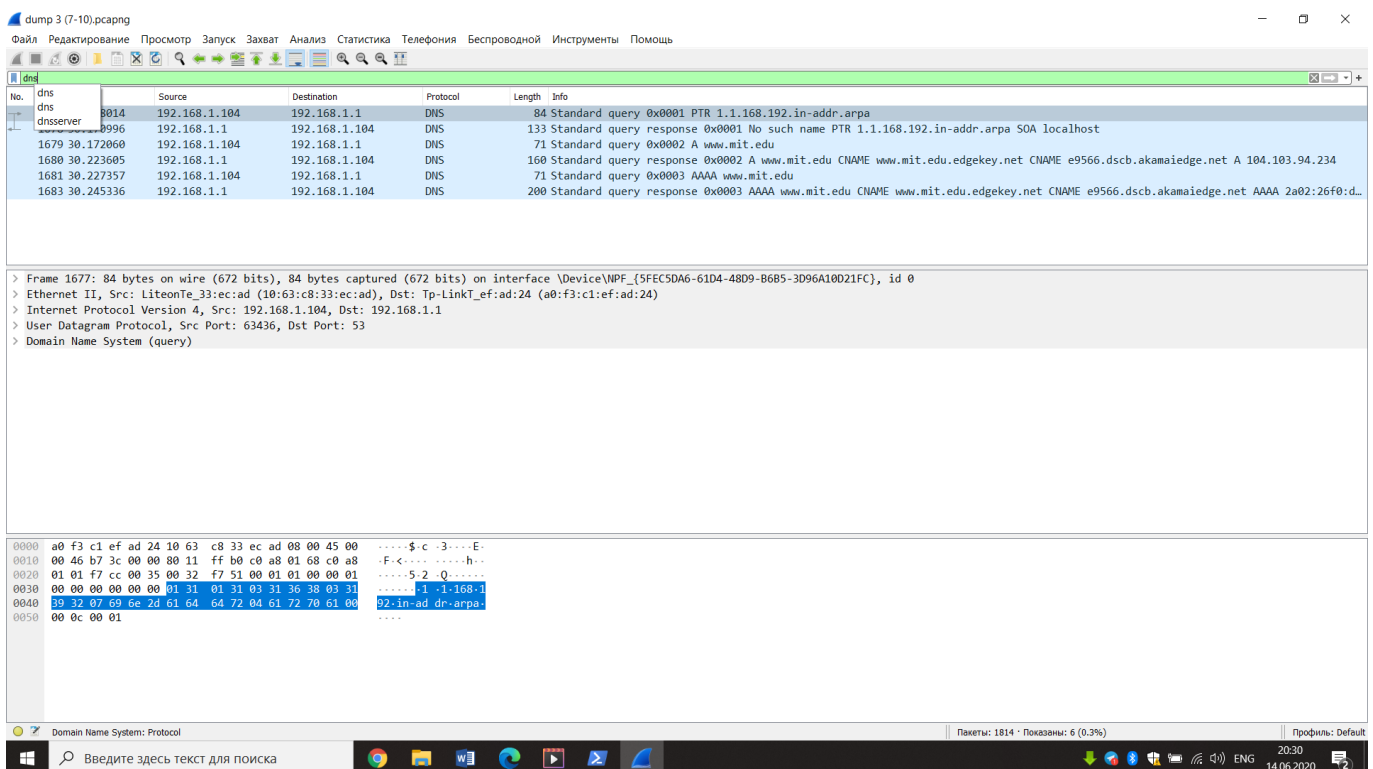 dump 3 (7-10).pcapng
Файл Редактирование Просмотр Запуск Захват Анализ Статистика Телефония Беспроводной Инструменты Помощь
dns
No. Source Destination Protocol Length Info
dns
dns
dnsserver
8014 192.168.1.104 192.168.1.1 DNS 84 Standard query 0x0001 PTR 1.1.168.192.in-addr.arpa
0996 192.168.1.1 192.168.1.104 DNS 133 Standard query response 0x0001 No such name PTR 1.1.168.192.in-addr.arpa SOA localhost
1679 30.172060 192.168.1.104 192.168.1.1 DNS 71 Standard query 0x0002 A www.mit.edu
1680 30.223605 192.168.1.1 192.168.1.104 DNS 160 Standard query response 0x0002 A www.mit.edu CNAME www.mit.edu.edgekey.net CNAME e9566.dscb.akamaiedge.net A 104.103.94.234
1681 30.227357 192.168.1.104 192.168.1.1 DNS 71 Standard query 0x0003 AAAA www.mit.edu
1683 30.245336 192.168.1.1 192.168.1.104 DNS 200 Standard query response 0x0003 AAAA www.mit.edu CNAME www.mit.edu.edgekey.net CNAME e9566.dscb.akamaiedge.net AAAA 2a02:26f0:d…
> Frame 1677: 84 bytes on wire (672 bits), 84 bytes captured (672 bits) on interface \Device\NPF_{5FEC5DA6-61D4-48D9-B6B5-3D96A10D21FC}, id 0
> Ethernet II, Src: LiteonTe_33:ec:ad (10:63:c8:33:ec:ad), Dst: Tp-LinkT_ef:ad:24 (a0:f3:c1:ef:ad:24)
> Internet Protocol Version 4, Src: 192.168.1.104, Dst: 192.168.1.1
> User Datagram Protocol, Src Port: 63436, Dst Port: 53
> Domain Name System (query)
0000 a0 f3 c1 ef ad 24 10 63 c8 33 ec ad 08 00 45 00 ·····$·c ·3····E·
0010 00 46 b7 3c 00 00 80 11 ff b0 c0 a8 01 68 c0 a8 ·F·<···· ·····h··
0020 01 01 f7 cc 00 35 00 32 f7 51 00 01 01 00 00 01 ·····5·2 ·Q······
0030 00 00 00 00 00 00 01 31 01 31 03 31 36 38 03 31 ·······1 ·1·168·1
0040 39 32 07 69 6e 2d 61 64 64 72 04 61 72 70 61 00 92·in-ad dr·arpa·
0050 00 0c 00 01 ····
Domain Name System: Protocol Пакеты: 1814 · Показаны: 6 (0.3%) Профиль: Default
Введите здесь текст для поиска ENG 20:30
14.06.2020 2